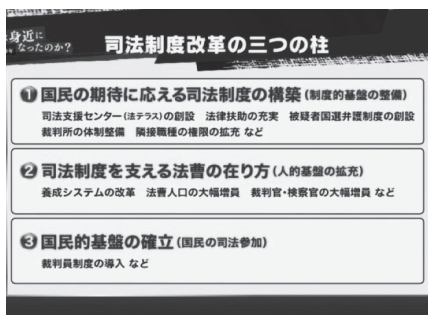 身近に
なったのか?
司法制度改革の三つの柱
❶国民の期待に応える司法制度の構築(制度的基盤の整備)
司法支援センター(法テラス)の創設 法律扶助の充実 被疑者国選弁護制度の創設
裁判所の体制整備 隣接職種の権限の拡充 など
❷司法制度を支える法曹の在り方(人的基盤の拡充)
養成システムの改革 法曹人口の大幅増員 裁判官・検察官の大幅増員 など
❸国民的基盤の確立(国民の司法参加)
裁判員制度の導入 など